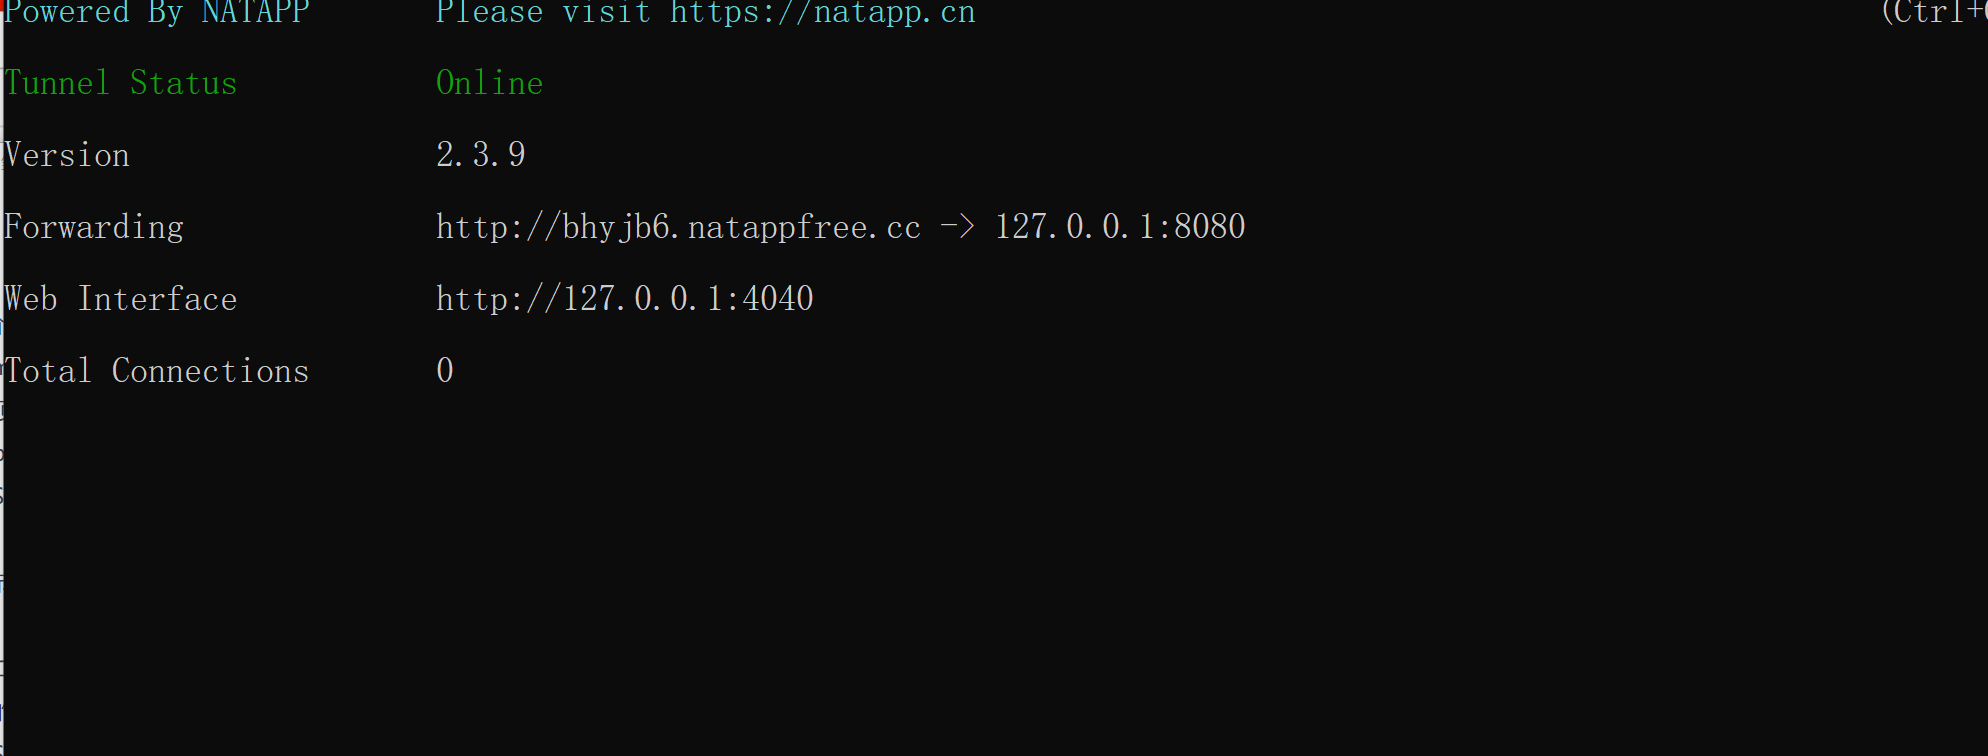 Powered By NATAPP Please visit https://natapp.cn (Ctrl+
Tunnel Status Online
Version 2.3.9
Forwarding http://bhyjb6.natappfree.cc -> 127.0.0.1:8080
Web Interface http://127.0.0.1:4040
Total Connections 0